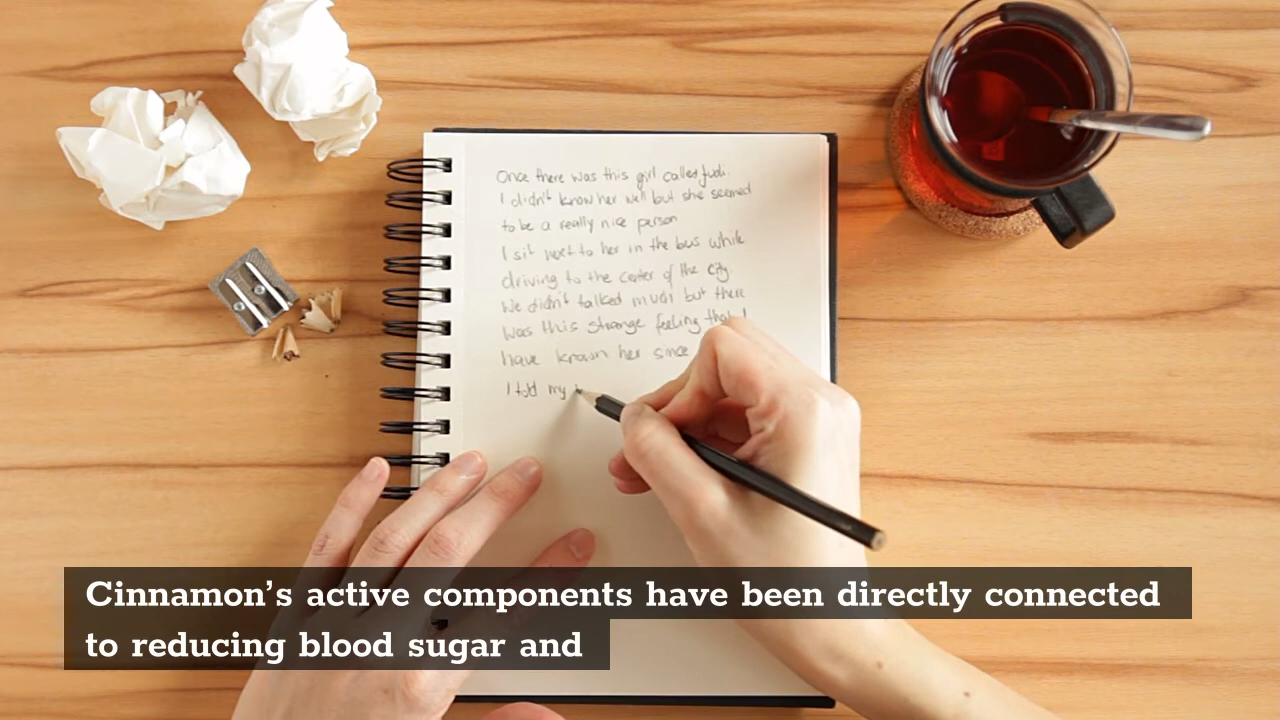 Once there was this girl called Judi.
I didn't know her well but she seemed
to be a really nice person
I sit next to her in the bus while
driving to the center of the city.
We didn't talked much but there
was this strange feeling that I
have known her since
I told my
Cinnamon's active components have been directly connected
to reducing blood sugar and